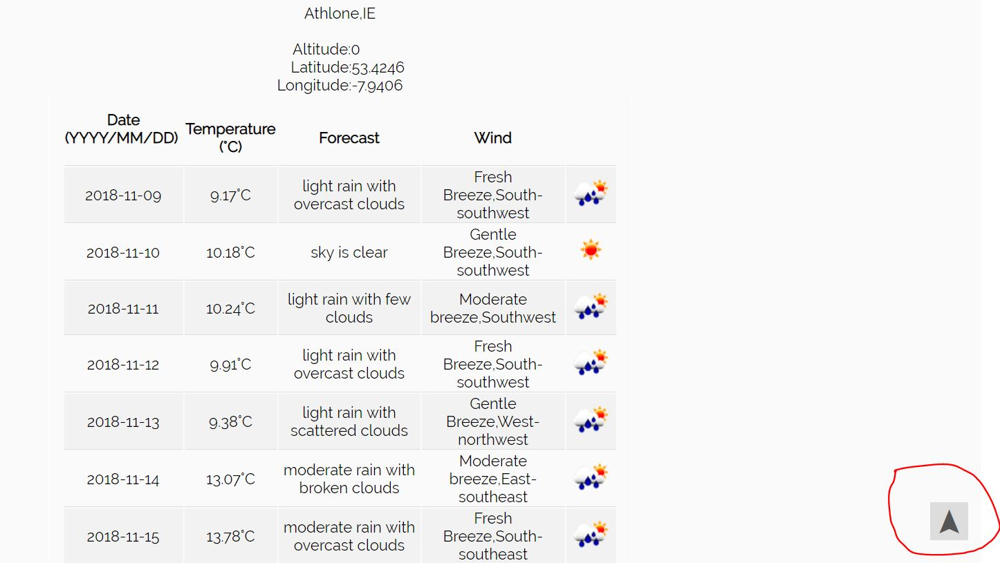 Athlone,IE
Altitude:0
Latitude:53.4246
Longitude:-7.9406
Date
(YYYY/MM/DD)
Temperature
(°C)
Forecast
Wind
2018-11-09
9.17°C
light rain with
overcast clouds
Fresh
Breeze,South-
southwest
2018-11-10
10.18°C
sky is clear
Gentle
Breeze,South-
southwest
2018-11-11
10.24°C
light rain with few
clouds
Moderate
breeze,Southwest
2018-11-12
9.91°C
light rain with
overcast clouds
Fresh
Breeze,South-
southwest
2018-11-13
9.38°C
light rain with
scattered clouds
Gentle
Breeze,West-
northwest
2018-11-14
13.07°C
moderate rain with
broken clouds
Moderate
breeze,East-
southeast
2018-11-15
13.78°C
moderate rain with
overcast clouds
Fresh
Breeze,South-
southeast